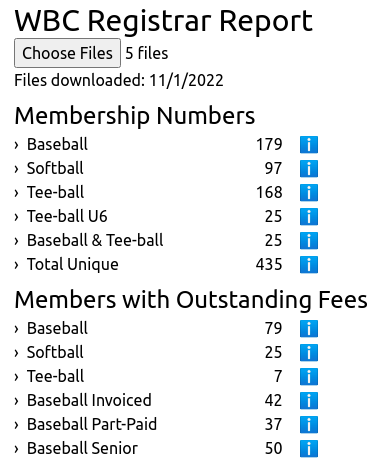 WBC Registrar Report
Choose Files 5 files
Files downloaded: 11/1/2022
Membership Numbers
› Baseball 179 i
› Softball 97 i
› Tee-ball 168 i
› Tee-ball U6 25 i
› Baseball & Tee-ball 25 i
› Total Unique 435 i
Members with Outstanding Fees
› Baseball 79 i
› Softball 25 i
› Tee-ball 7 i
› Baseball Invoiced 42 i
› Baseball Part-Paid 37 i
› Baseball Senior 50 i